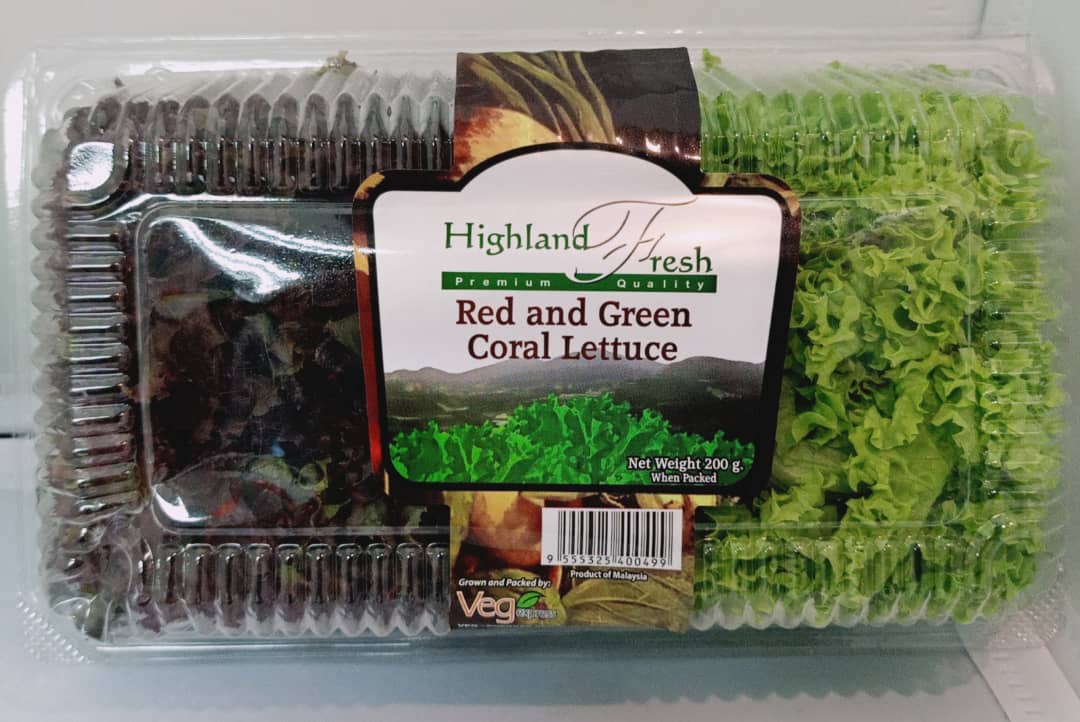 Highland Fresh
Premium Quality
Red and Green
Coral Lettuce
Net Weight 200 g.
When Packed
9 555325 400499
Product of Malaysia
Grown and Packed by:
Veg
express